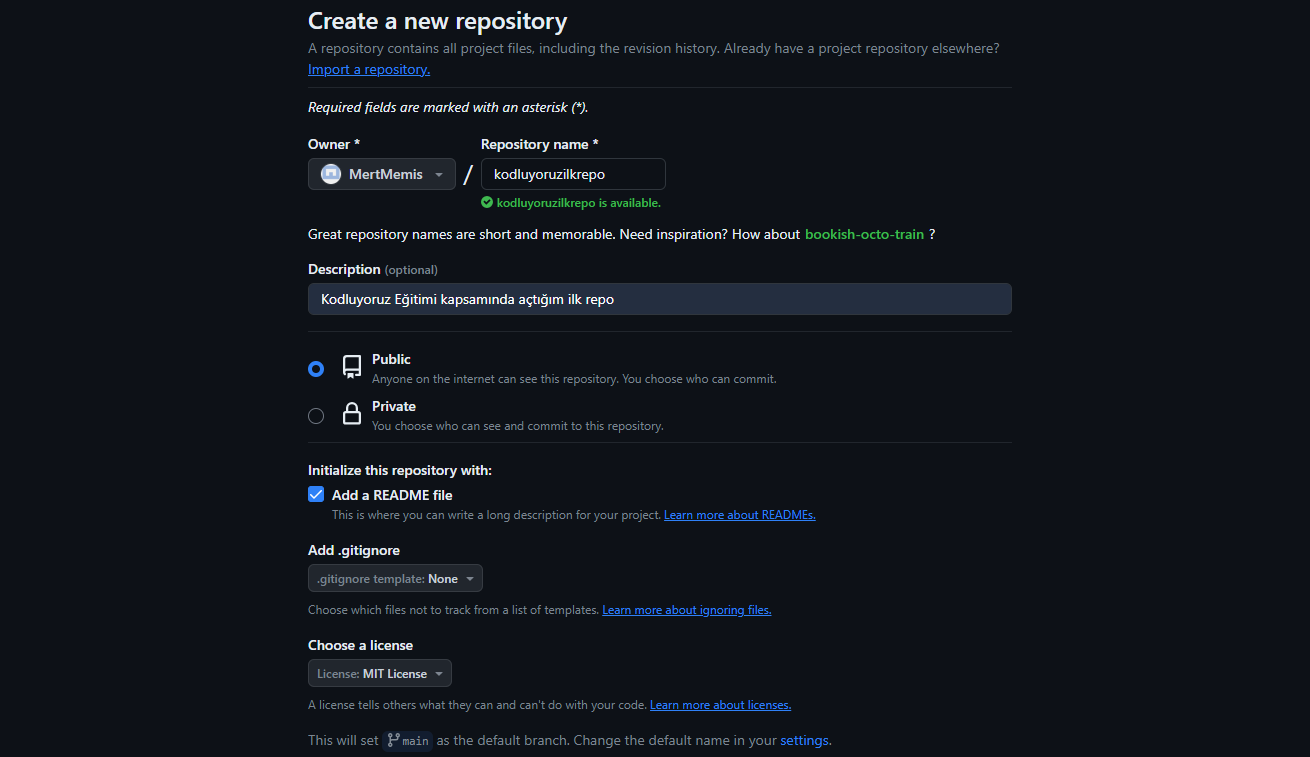 Create a new repository
A repository contains all project files, including the revision history. Already have a project repository elsewhere?
Import a repository.
Required fields are marked with an asterisk (*).
Owner * Repository name *
MertMemis / kodluyoruzilkrepo
kodluyoruzilkrepo is available.
Great repository names are short and memorable. Need inspiration? How about bookish-octo-train ?
Description (optional)
Kodluyoruz Eğitimi kapsamında açtığım ilk repo
Public
Anyone on the internet can see this repository. You choose who can commit.
Private
You choose who can see and commit to this repository.
Initialize this repository with:
Add a README file
This is where you can write a long description for your project. Learn more about READMEs.
Add .gitignore
.gitignore template: None
Choose which files not to track from a list of templates. Learn more about ignoring files.
Choose a license
License: MIT License
A license tells others what they can and can't do with your code. Learn more about licenses.
This will set main as the default branch. Change the default name in your settings.